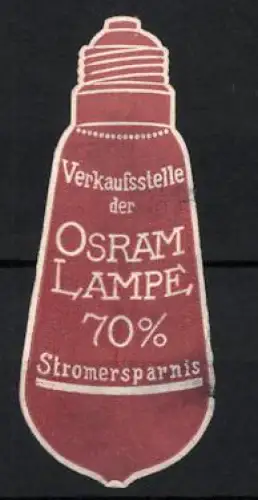 Verkaufsstelle
der
OSRAM
LAMPE
70%
Stromersparnis